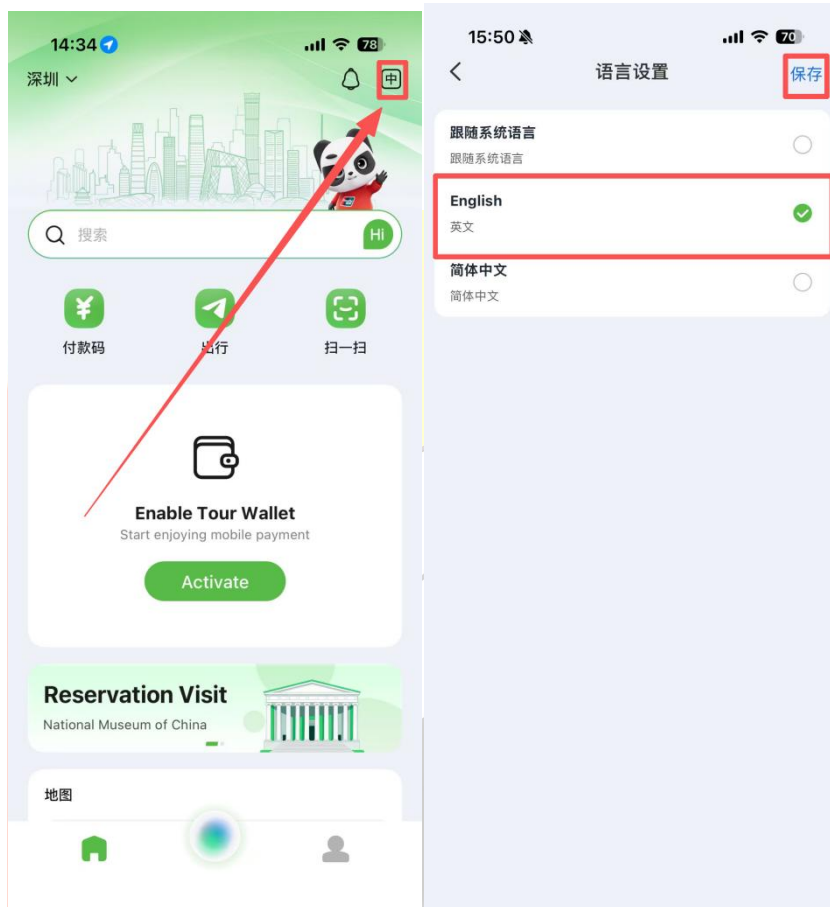 14:34
78
深圳
中
搜索
Hi
付款码
出行
扫一扫
Enable Tour Wallet
Start enjoying mobile payment
Activate
Reservation Visit
National Museum of China
地图
15:50
70
语言设置
保存
跟随系统语言
跟随系统语言
English
英文
简体中文
简体中文